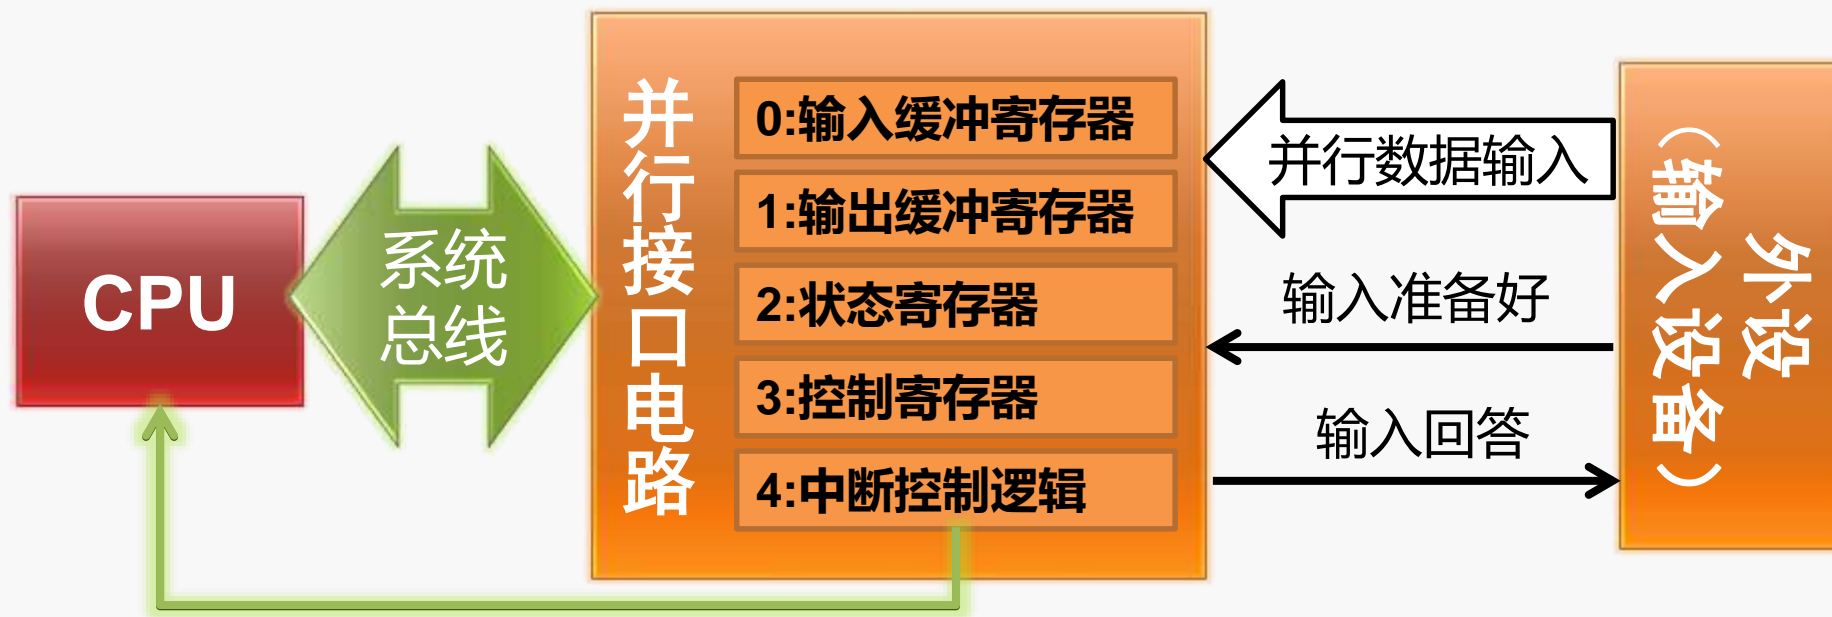 CPU
系统
总线
并行接口电路
0:输入缓冲寄存器
1:输出缓冲寄存器
2:状态寄存器
3:控制寄存器
4:中断控制逻辑
并行数据输入
输入准备好
输入回答
外设
（输入设备）